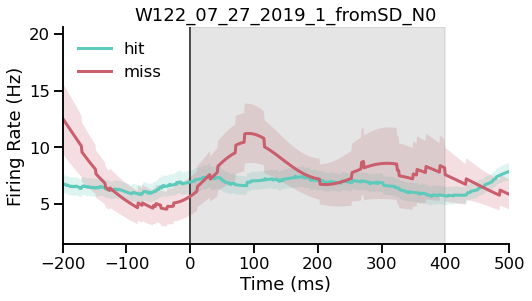 W122_07_27_2019_1_fromSD_N0
20
15
10
5
Firing Rate (Hz)
hit
miss
−200 −100 0 100 200 300 400 500
Time (ms)